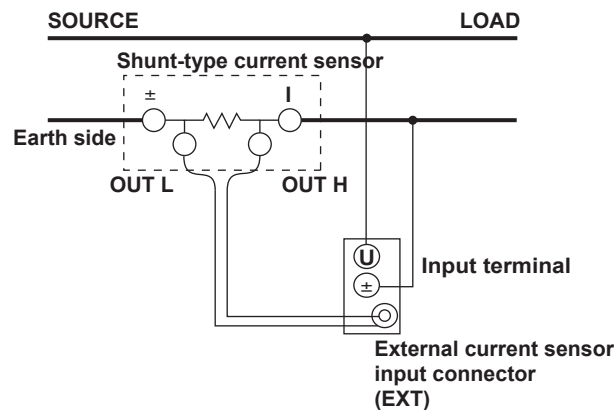 SOURCE
LOAD
Shunt-type current sensor
±
I
Earth side
OUT L
OUT H
U
±
Input terminal
External current sensor
input connector
(EXT)